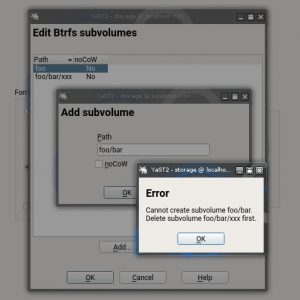 YaST2 - storage @ localhost <2>
Edit Btrfs subvolumes
Path noCoW
foo No
foo/bar/xxx No
YaST2 - storage @ localhost
Add subvolume
Path
foo/bar
noCoW
OK
YaST2 - storage @ localho...
Error
Cannot create subvolume foo/bar.
Delete subvolume foo/bar/xxx first.
OK
Add...
OK Cancel Help